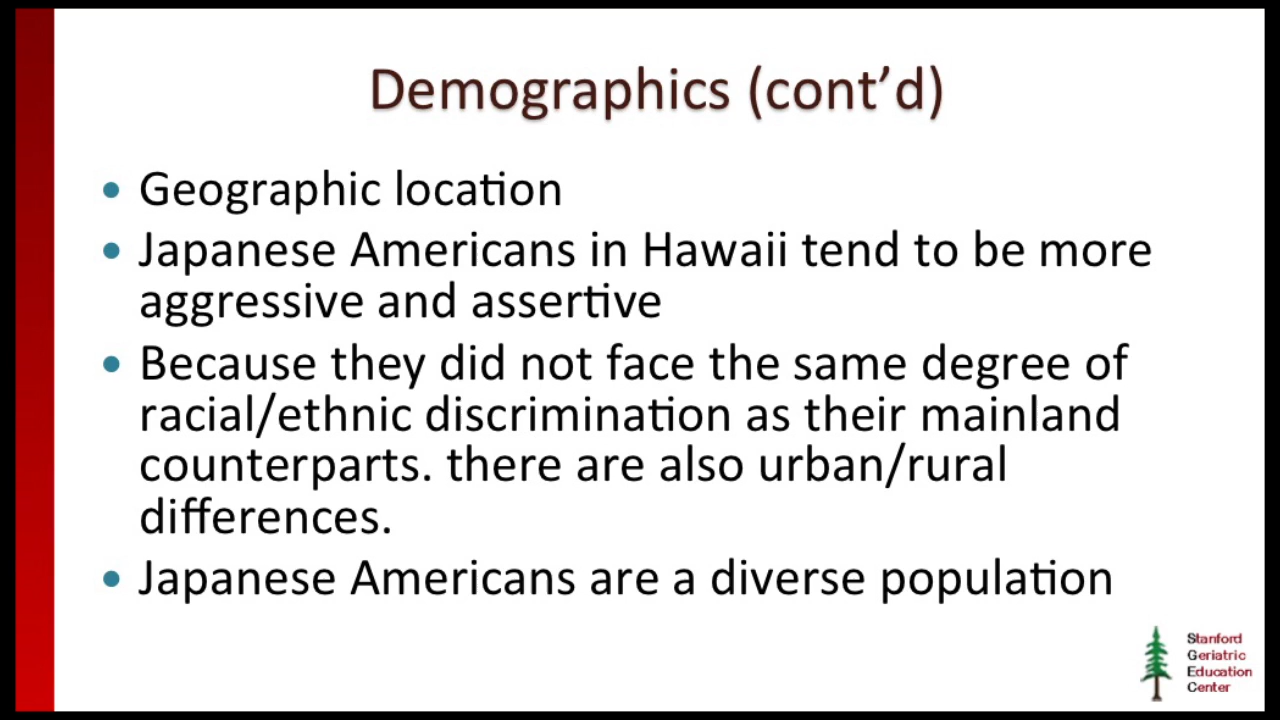 Demographics (cont’d)
• Geographic location
• Japanese Americans in Hawaii tend to be more
aggressive and assertive
• Because they did not face the same degree of
racial/ethnic discrimination as their mainland
counterparts. there are also urban/rural
differences.
• Japanese Americans are a diverse population
Stanford
Geriatric
Education
Center